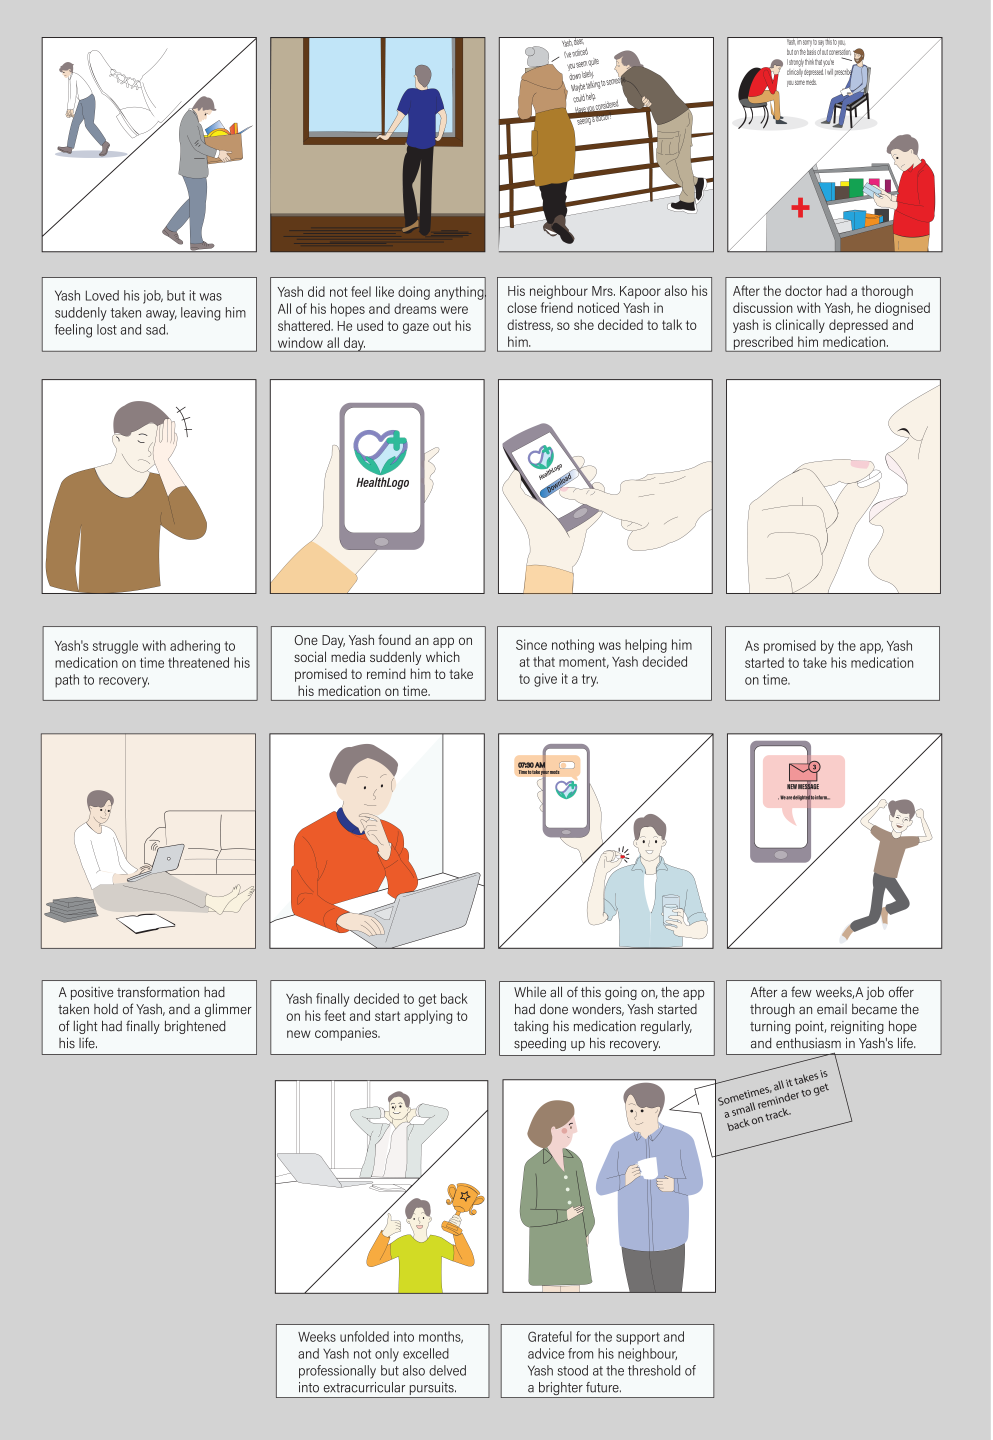 Yash, dear,
I've noticed
you seem quite
down lately.
Maybe talking to someone
could help.
Have you considered
seeing a doctor?
Yash, im sorry to say this to you,
but on the basis of out conersation,
I strongly think that you're
clinically depressed. I will prescribe
you some meds.
Yash Loved his job, but it was
suddenly taken away, leaving him
feeling lost and sad.
Yash did not feel like doing anything.
All of his hopes and dreams were
shattered. He used to gaze out his
window all day.
His neighbour Mrs. Kapoor also his
close friend noticed Yash in
distress, so she decided to talk to
him.
After the doctor had a thorough
discussion with Yash, he diognised
yash is clinically depressed and
prescribed him medication.
HealthLogo
HealthLogo
Download
Yash's struggle with adhering to
medication on time threatened his
path to recovery.
One Day, Yash found an app on
social media suddenly which
promised to remind him to take
his medication on time.
Since nothing was helping him
at that moment, Yash decided
to give it a try.
As promised by the app, Yash
started to take his medication
on time.
07:30 AM
Time to take your meds
3
NEW MESSAGE
. We are delighted to inform...
A positive transformation had
taken hold of Yash, and a glimmer
of light had finally brightened
his life.
Yash finally decided to get back
on his feet and start applying to
new companies.
While all of this going on, the app
had done wonders, Yash started
taking his medication regularly,
speeding up his recovery.
After a few weeks,A job offer
through an email became the
turning point, reigniting hope
and enthusiasm in Yash's life.
Sometimes, all it takes is
a small reminder to get
back on track.
Weeks unfolded into months,
and Yash not only excelled
professionally but also delved
into extracurricular pursuits.
Grateful for the support and
advice from his neighbour,
Yash stood at the threshold of
a brighter future.